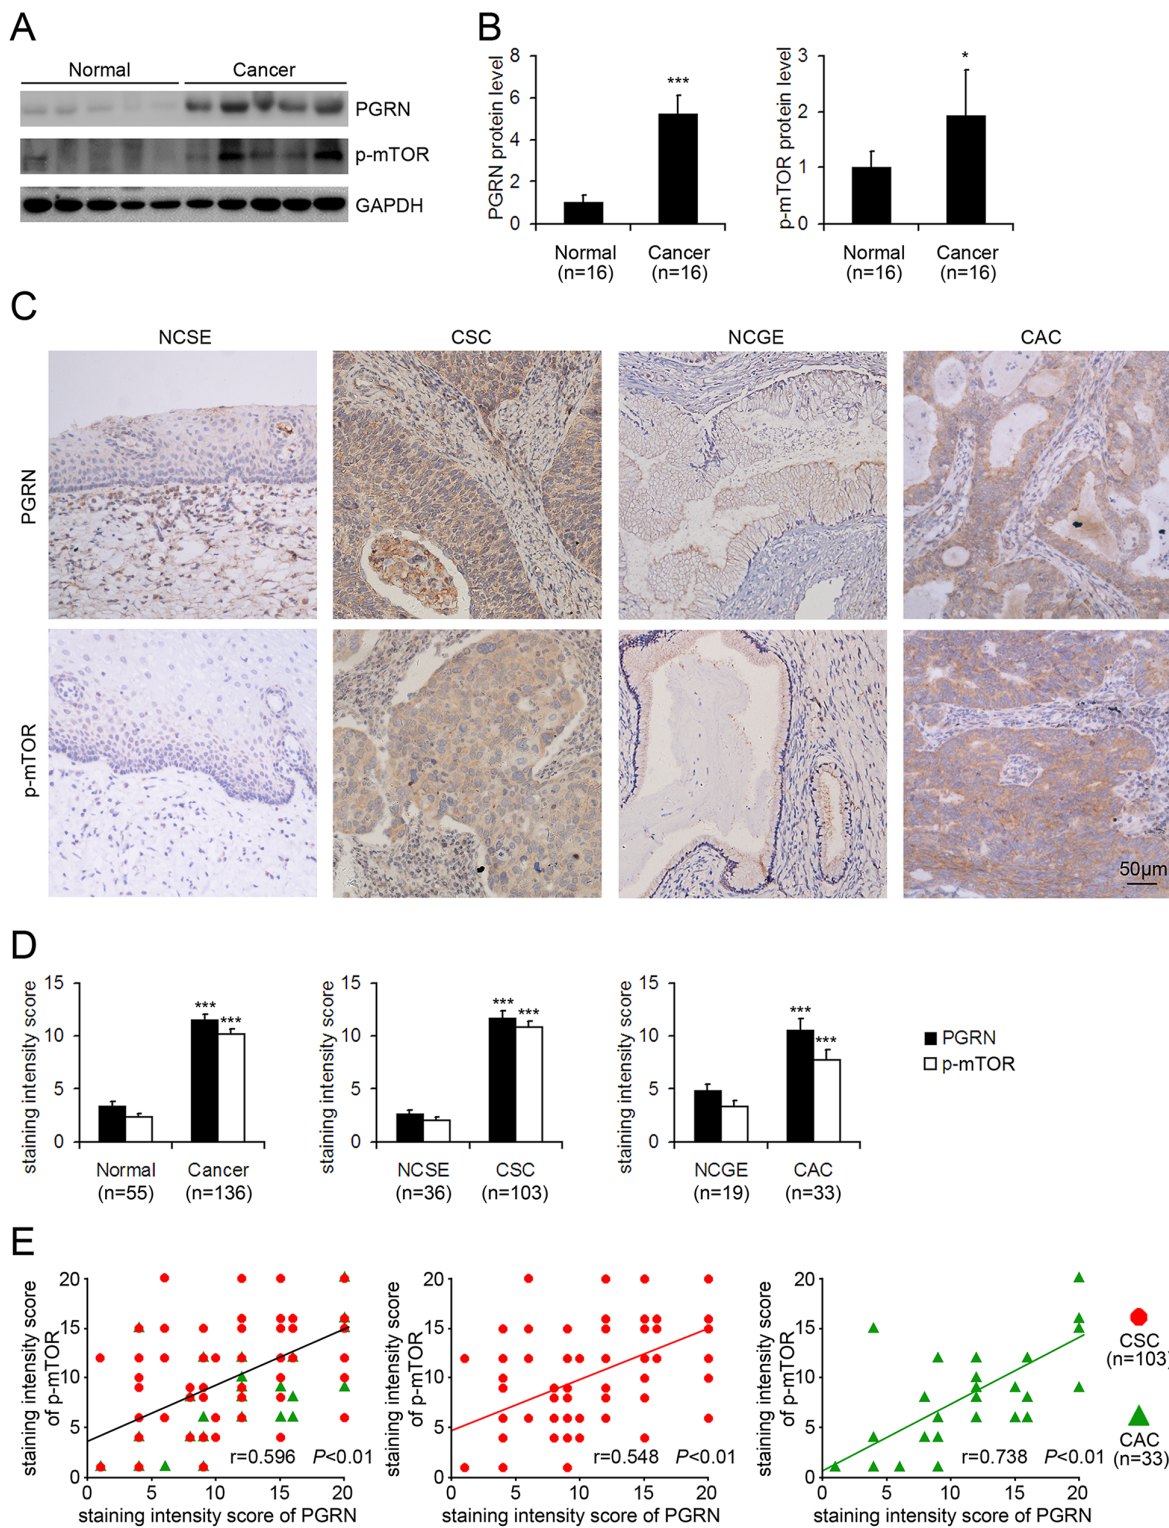 A
Normal
Cancer
PGRN
p-mTOR
GAPDH
B
PGRN protein level
8
6
4
2
0
***
Normal
(n=16)
Cancer
(n=16)
p-mTOR protein level
3
2
1
0
*
Normal
(n=16)
Cancer
(n=16)
C
NCSE
CSC
NCGE
CAC
PGRN
p-mTOR
50μm
D
staining intensity score
15
10
5
0
***
***
Normal
(n=55)
Cancer
(n=136)
staining intensity score
15
10
5
0
***
***
NCSE
(n=36)
CSC
(n=103)
staining intensity score
15
10
5
0
***
***
NCGE
(n=19)
CAC
(n=33)
PGRN
p-mTOR
E
staining intensity score
of p-mTOR
20
15
10
5
0
r=0.596 P<0.01
0 5 10 15 20
staining intensity score of PGRN
staining intensity score
of p-mTOR
20
15
10
5
0
r=0.548 P<0.01
0 5 10 15 20
staining intensity score of PGRN
staining intensity score
of p-mTOR
20
15
10
5
0
r=0.738 P<0.01
0 5 10 15 20
staining intensity score of PGRN
CSC
(n=103)
CAC
(n=33)